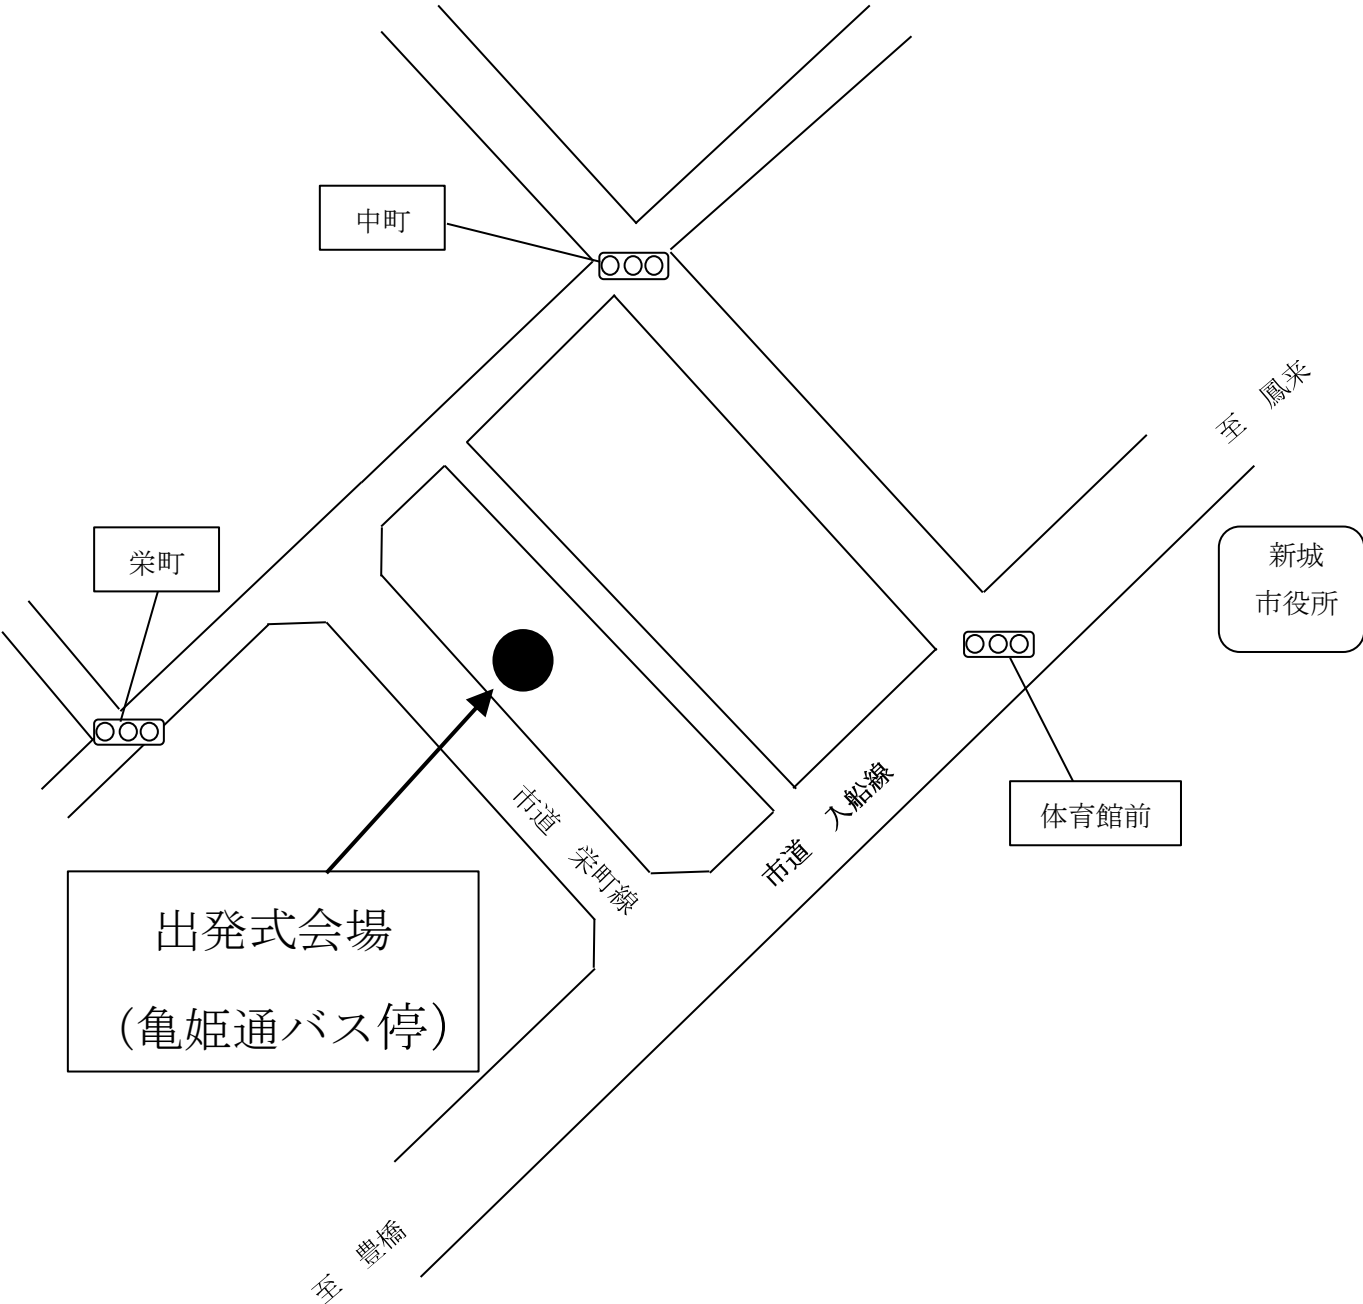 中町
至　鳳来
栄町
新城
市役所
市道　栄町線
市道　入船線
体育館前
出発式会場
（亀姫通バス停）
至　豊橋